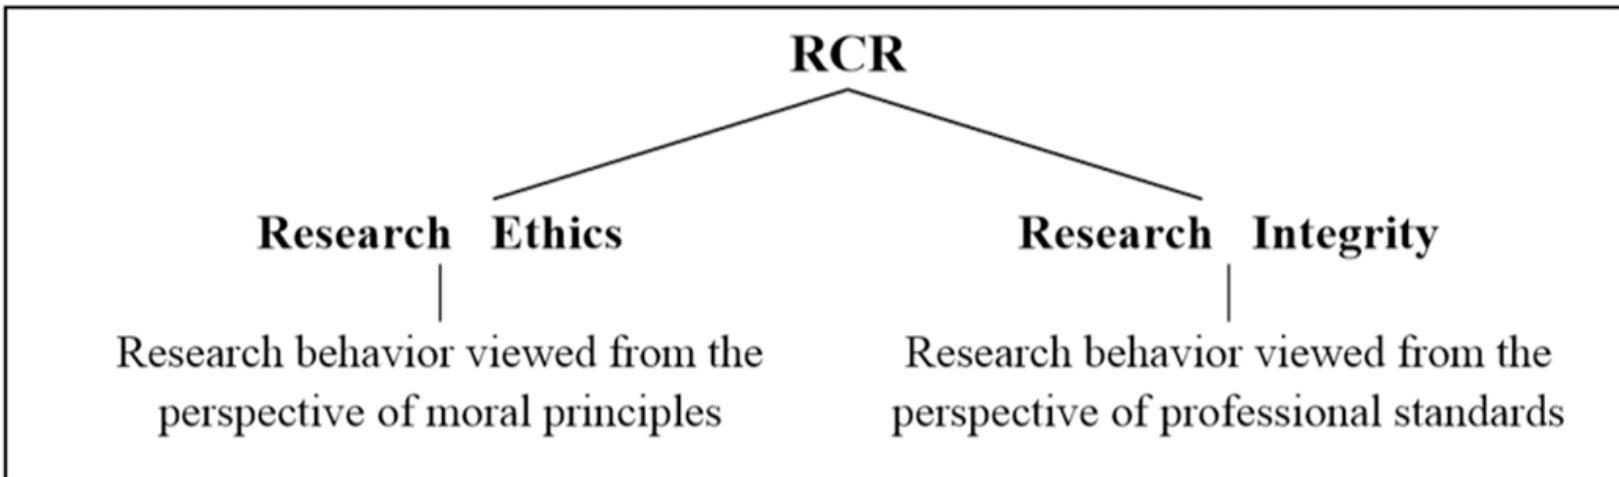 RCR
Research Ethics
Research Integrity
Research behavior viewed from the
perspective of moral principles
Research behavior viewed from the
perspective of professional standards